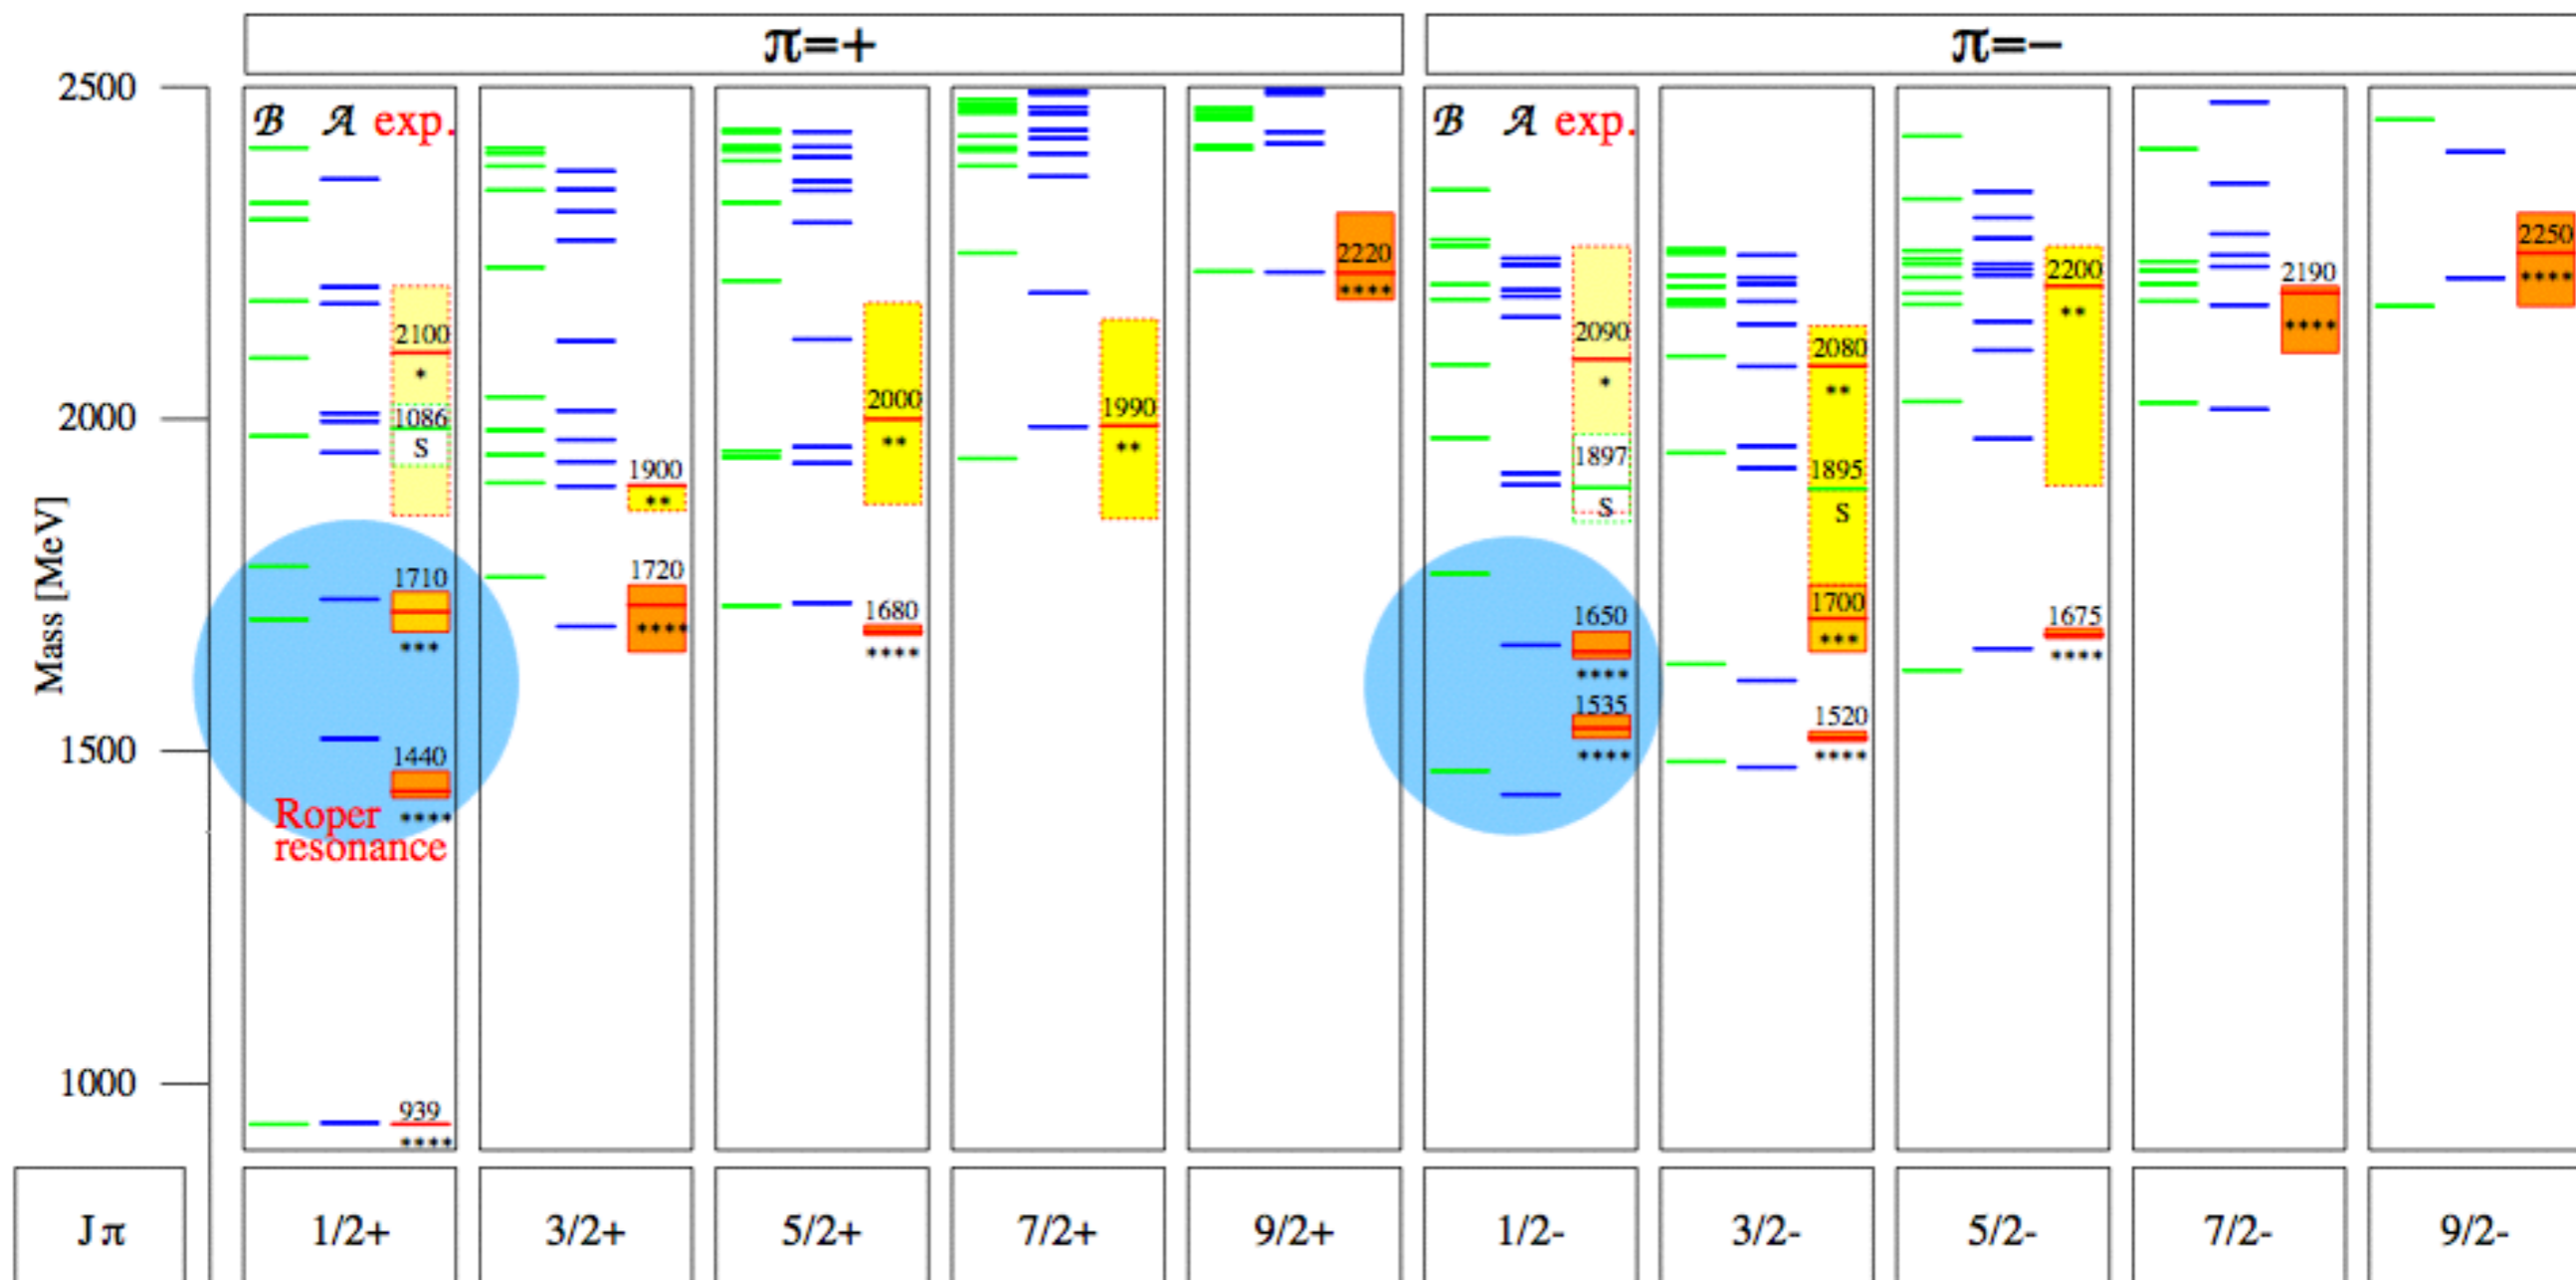 π=+ π=−
2500
B A exp. B A exp.
2220 2250
**** ****
2200 2190
** ****
2100 2090 2080
* * **
2000
1086 2000 1990 1897 1895
S ** ** S S
1900
**
Mass [MeV]
1710 1720 1680 1650 1700 1675
*** **** **** **** *** ****
1535 1520
**** ****
1500
1440
****
Roper
resonance
1000
939
****
Jπ 1/2+ 3/2+ 5/2+ 7/2+ 9/2+ 1/2- 3/2- 5/2- 7/2- 9/2-